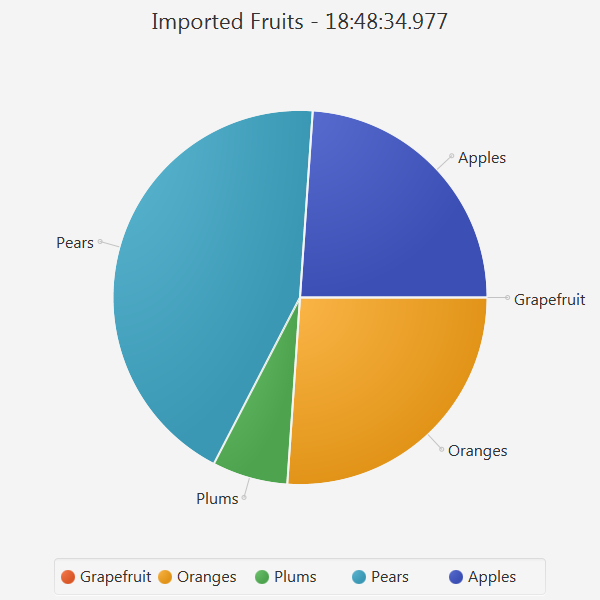 Imported Fruits - 18:48:34.977
Apples
Pears
Grapefruit
Oranges
Plums
Grapefruit Oranges Plums Pears Apples